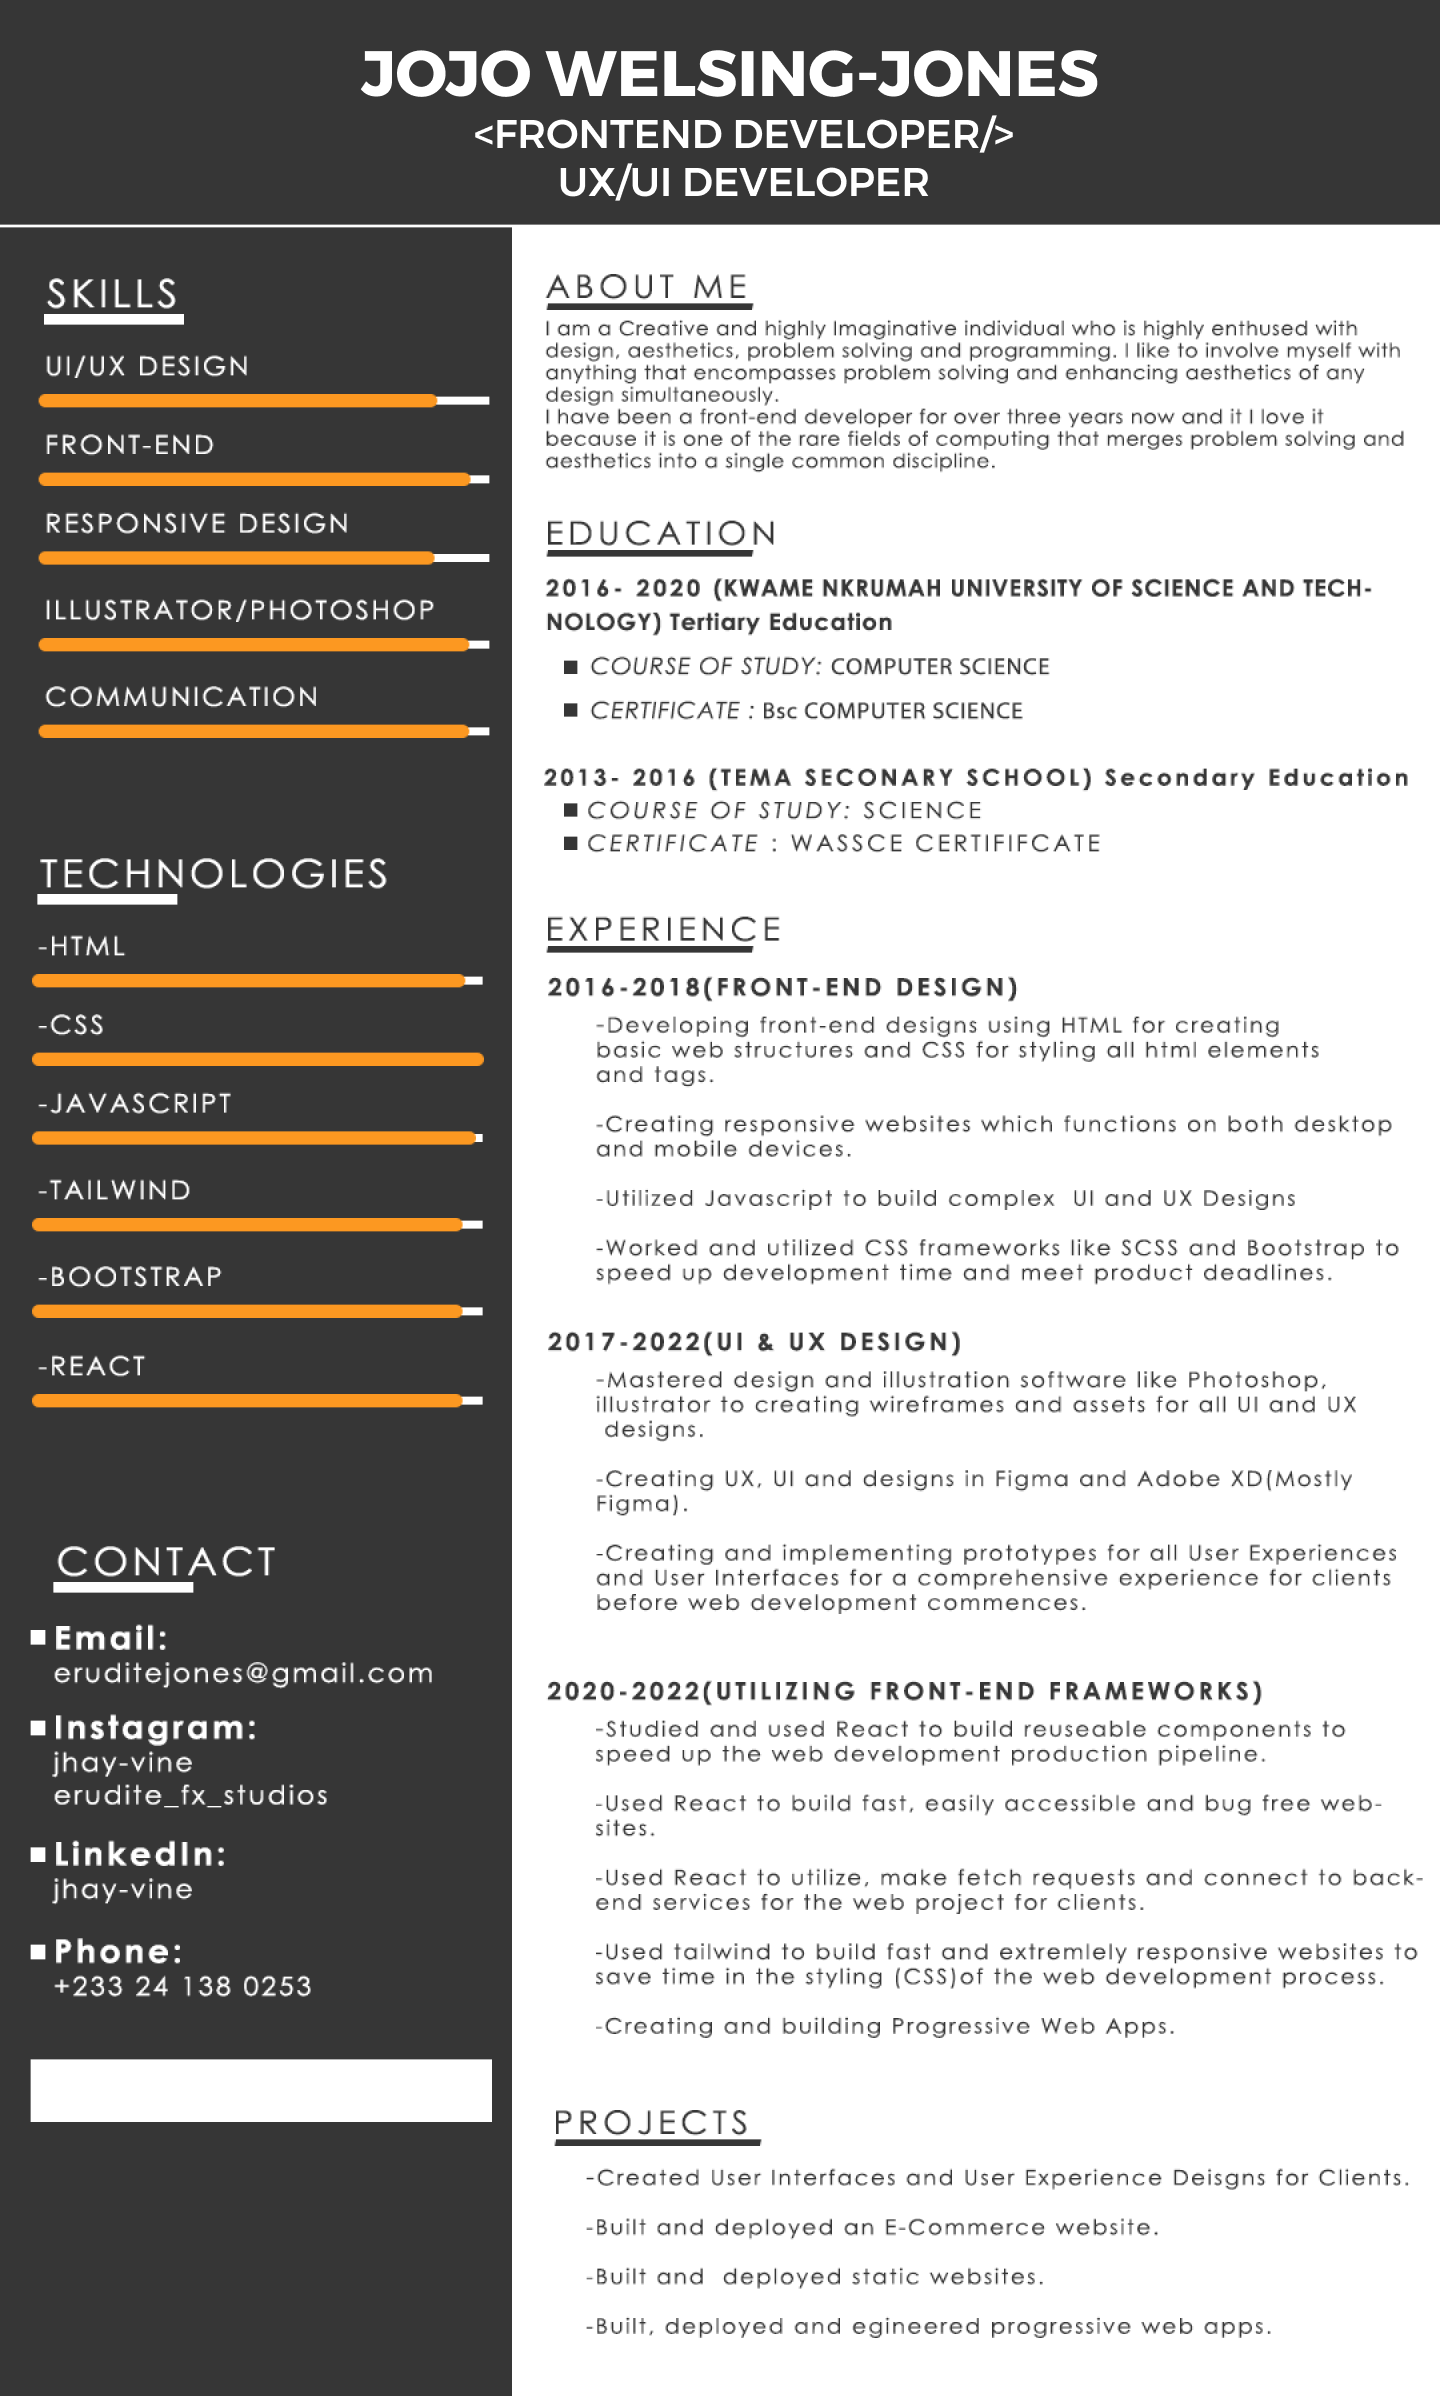 JOJO WELSING-JONES
<FRONTEND DEVELOPER/>
UX/UI DEVELOPER
SKILLS
UI/UX DESIGN
FRONT-END
RESPONSIVE DESIGN
ILLUSTRATOR/PHOTOSHOP
COMMUNICATION
TECHNOLOGIES
-HTML
-CSS
-JAVASCRIPT
-TAILWIND
-BOOTSTRAP
-REACT
CONTACT
Email:
eruditejones@gmail.com
Instagram:
jhay-vine
erudite_fx_studios
LinkedIn:
jhay-vine
Phone:
+233 24 138 0253
ABOUT ME
I am a Creative and highly Imaginative individual who is highly enthused with
design, aesthetics, problem solving and programming. I like to involve myself with
anything that encompasses problem solving and enhancing aesthetics of any
design simultaneously.
I have been a front-end developer for over three years now and it I love it
because it is one of the rare fields of computing that merges problem solving and
aesthetics into a single common discipline.
EDUCATION
2016- 2020 (KWAME NKRUMAH UNIVERSITY OF SCIENCE AND TECH-
NOLOGY) Tertiary Education
COURSE OF STUDY: COMPUTER SCIENCE
CERTIFICATE : Bsc COMPUTER SCIENCE
2013- 2016 (TEMA SECONARY SCHOOL) Secondary Education
COURSE OF STUDY: SCIENCE
CERTIFICATE : WASSCE CERTIFIFCATE
EXPERIENCE
2016-2018(FRONT-END DESIGN)
-Developing front-end designs using HTML for creating
basic web structures and CSS for styling all html elements
and tags.
-Creating responsive websites which functions on both desktop
and mobile devices.
-Utilized Javascript to build complex  UI and UX Designs
-Worked and utilized CSS frameworks like SCSS and Bootstrap to
speed up development time and meet product deadlines.
2017-2022(UI & UX DESIGN)
-Mastered design and illustration software like Photoshop,
illustrator to creating wireframes and assets for all UI and UX
designs.
-Creating UX, UI and designs in Figma and Adobe XD(Mostly
Figma).
-Creating and implementing prototypes for all User Experiences
and User Interfaces for a comprehensive experience for clients
before web development commences.
2020-2022(UTILIZING FRONT-END FRAMEWORKS)
-Studied and used React to build reuseable components to
speed up the web development production pipeline.
-Used React to build fast, easily accessible and bug free web-
sites.
-Used React to utilize, make fetch requests and connect to back-
end services for the web project for clients.
-Used tailwind to build fast and extremlely responsive websites to
save time in the styling (CSS)of the web development process.
-Creating and building Progressive Web Apps.
PROJECTS
-Created User Interfaces and User Experience Deisgns for Clients.
-Built and deployed an E-Commerce website.
-Built and  deployed static websites.
-Built, deployed and egineered progressive web apps.